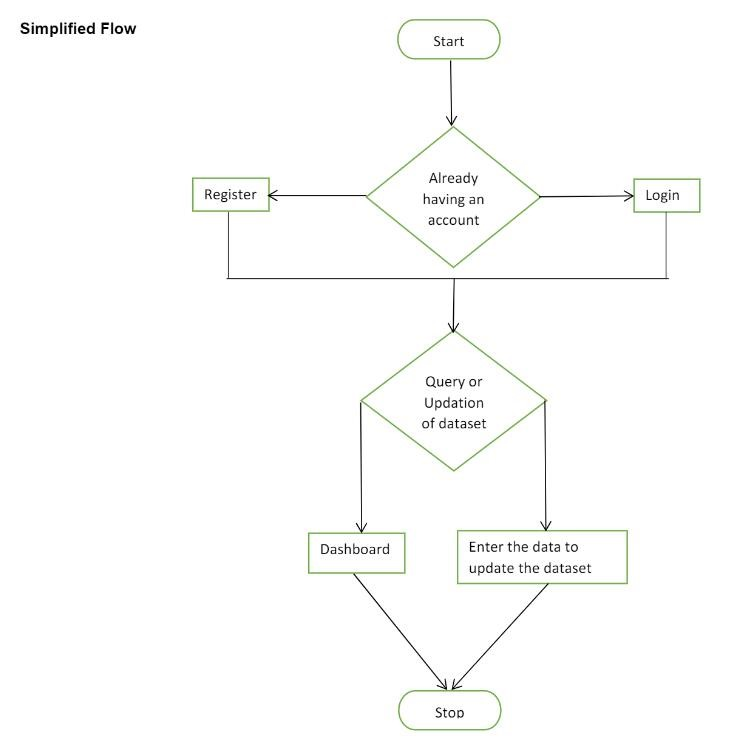 Simplified Flow
Start
Already
having an
account
Register
Login
Query or
Updation
of dataset
Dashboard
Enter the data to
update the dataset
Stop